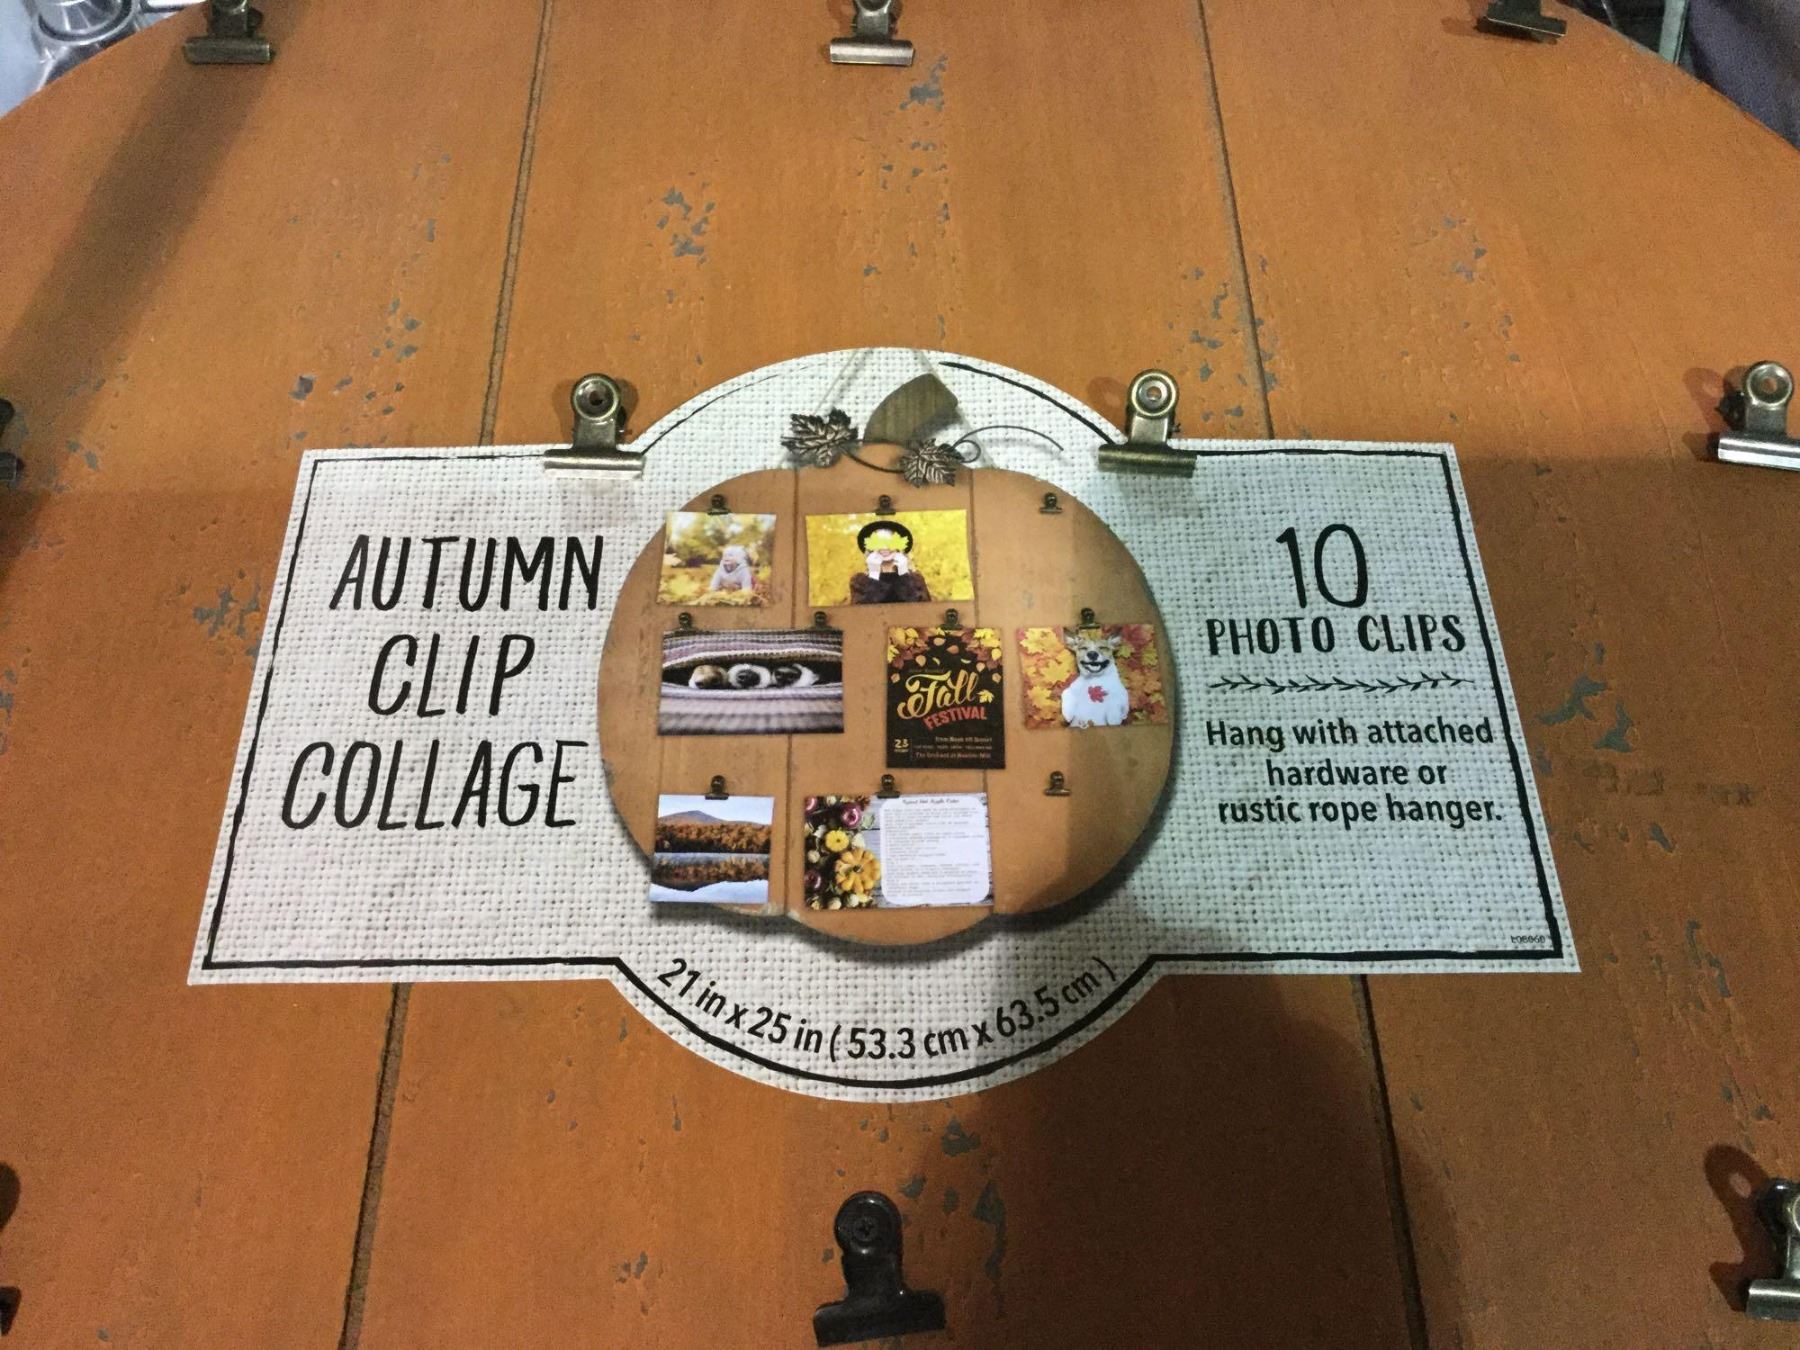 AUTUMN
CLIP
COLLAGE
Fall
FESTIVAL
23
10
PHOTO CLIPS
Hang with attached
hardware or
rustic rope hanger.
21 in x 25 in ( 53.3 cm x 63.5 cm )